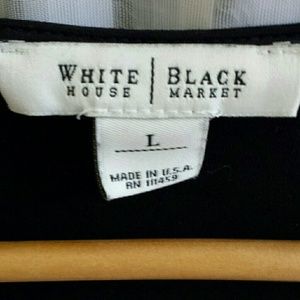 WHITE | BLACK
HOUSE | MARKET
L
MADE IN U.S.A.
RN 111459